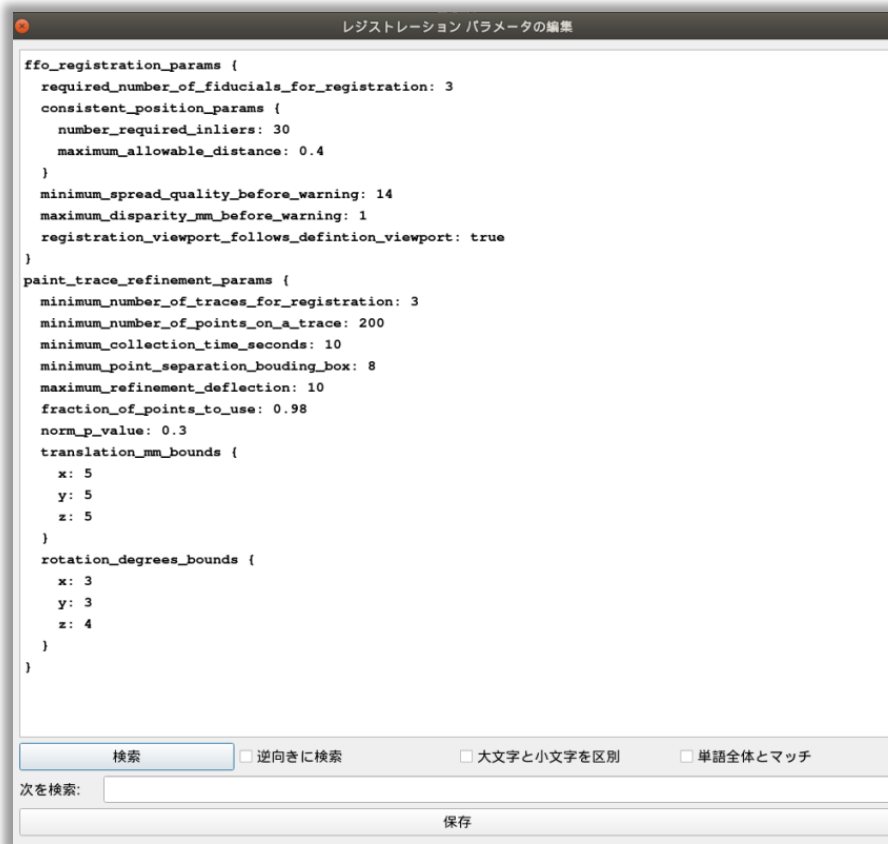 レジストレーション パラメータの編集
ffo_registration_params {
  required_number_of_fiducials_for_registration: 3
  consistent_position_params {
    number_required_inliers: 30
    maximum_allowable_distance: 0.4
  }
  minimum_spread_quality_before_warning: 14
  maximum_disparity_mm_before_warning: 1
  registration_viewport_follows_defintion_viewport: true
}
paint_trace_refinement_params {
  minimum_number_of_traces_for_registration: 3
  minimum_number_of_points_on_a_trace: 200
  minimum_collection_time_seconds: 10
  minimum_point_separation_bouding_box: 8
  maximum_refinement_deflection: 10
  fraction_of_points_to_use: 0.98
  norm_p_value: 0.3
  translation_mm_bounds {
    x: 5
    y: 5
    z: 5
  }
  rotation_degrees_bounds {
    x: 3
    y: 3
    z: 4
  }
}
検索 逆向きに検索 大文字と小文字を区別 単語全体とマッチ
次を検索:
保存